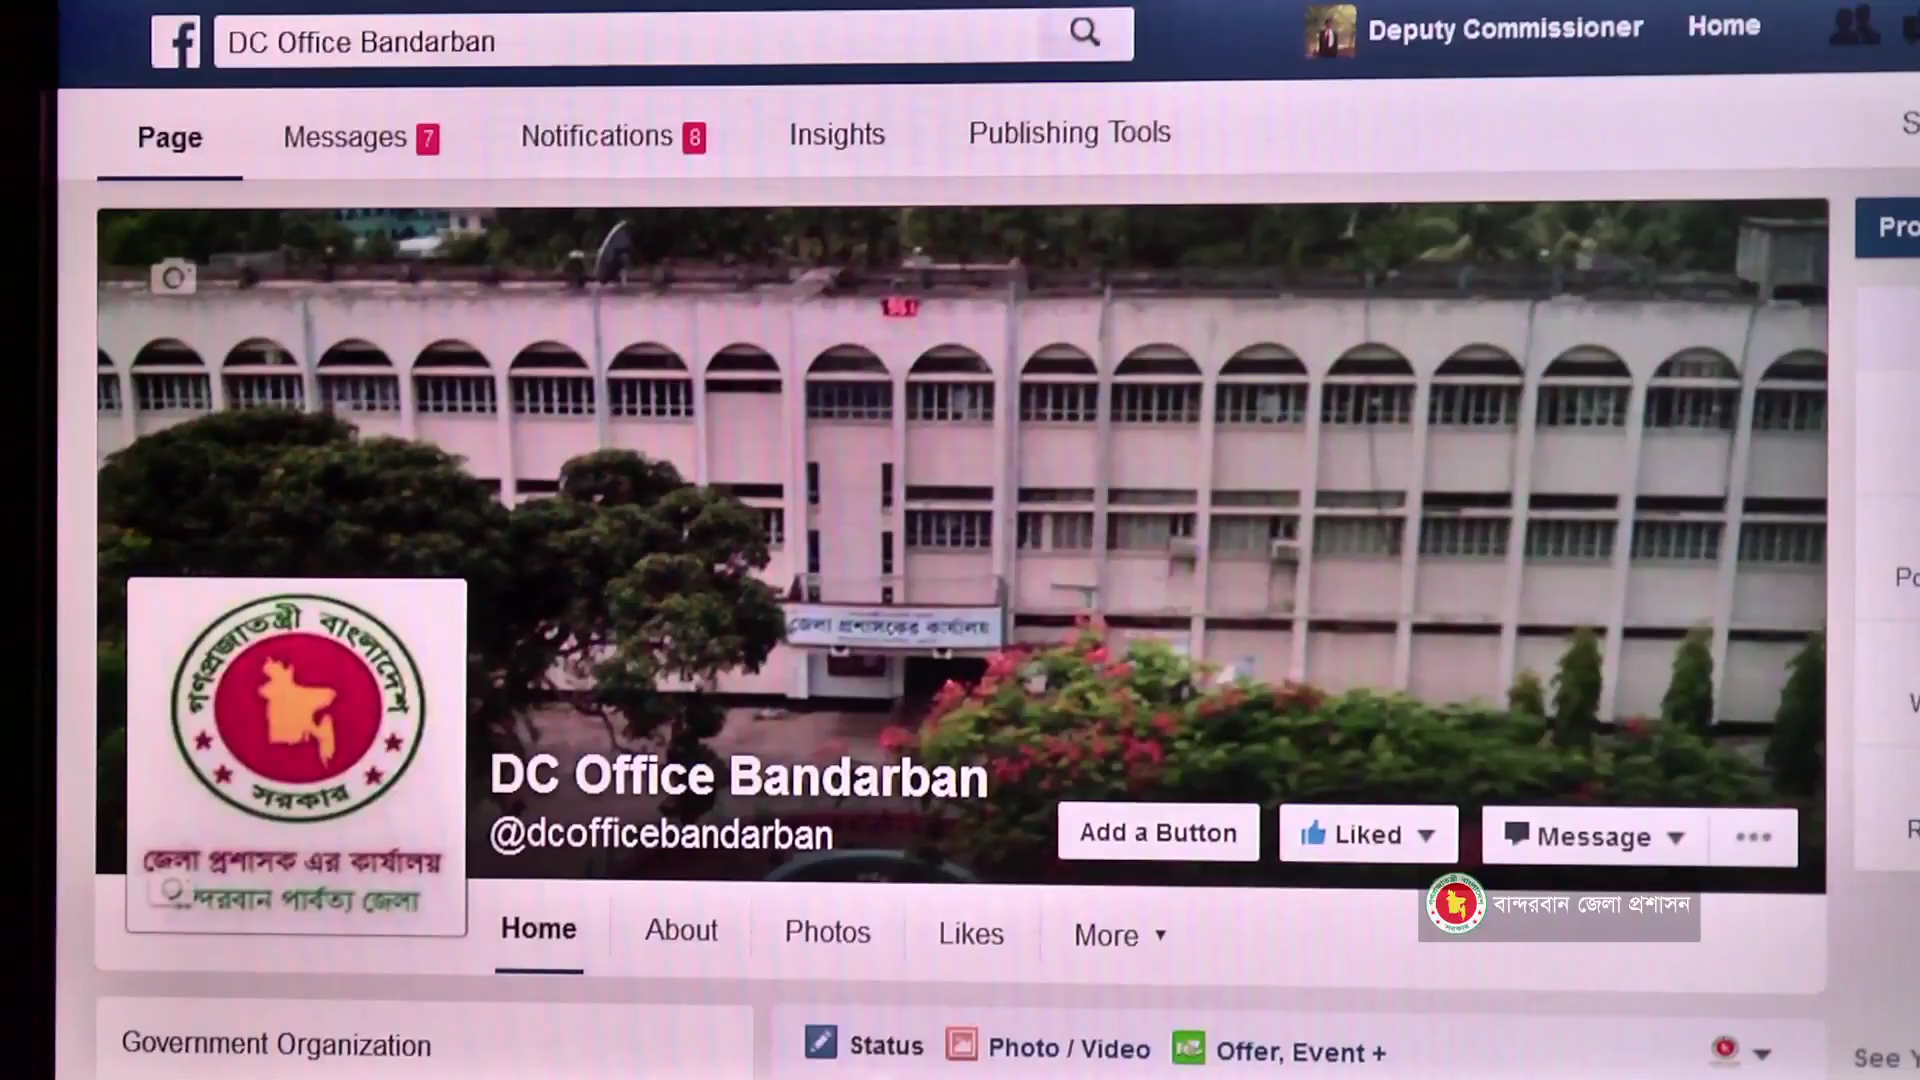 DC Office Bandarban
Deputy Commissioner
Home
Page
Messages 7
Notifications 8
Insights
Publishing Tools
জেলা প্রশাসকের কার্যালয়
গণপ্রজাতন্ত্রী বাংলাদেশ
সরকার
জেলা প্রশাসক এর কার্যালয়
ন্দরবান পার্বত্য জেলা
DC Office Bandarban
@dcofficebandarban
Add a Button
Liked
Message
বান্দরবান জেলা প্রশাসন
Home
About
Photos
Likes
More
Government Organization
Status
Photo / Video
Offer, Event +
See